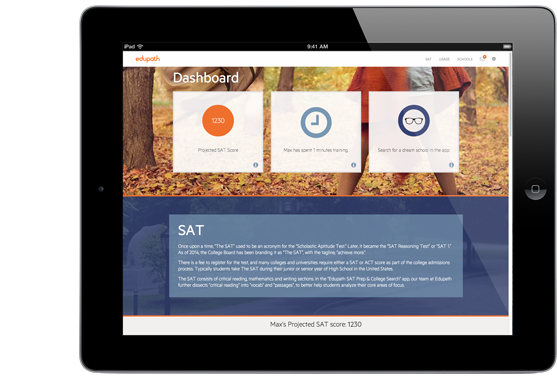 iPad 9:41 AM
edupath SAT CAREER SCHOOLS
Dashboard
1230
Projected SAT Score
Max has spent 1 minutes training.
Search for a dream school in the app.
SAT
Once upon a time, "The SAT" used to be an acronym for the "Scholastic Aptitude Test". Later, it became the "SAT Reasoning Test" or "SAT 1".
As of 2014, the College Board has been branding it as "The SAT", with the tagline, "achieve more."
There is a fee to register for the test, and many colleges and universities require either a SAT or ACT score as part of the college admissions
process. Typically students take The SAT during their junior or senior year of High School in the United States.
The SAT consists of critical reading, mathematics and writing sections. In the "Edupath SAT Prep & College Search" app, our team at Edupath
further dissects "critical reading" into "vocab" and "passages", to better help students analyze their core areas of focus.
Max's Projected SAT score: 1230